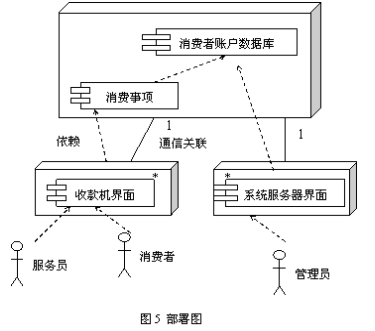 消费者账户数据库
消费事项
依赖
1
通信关联
1
*
收款机界面
*
系统服务器界面
服务员
消费者
管理员
图 5 部署图